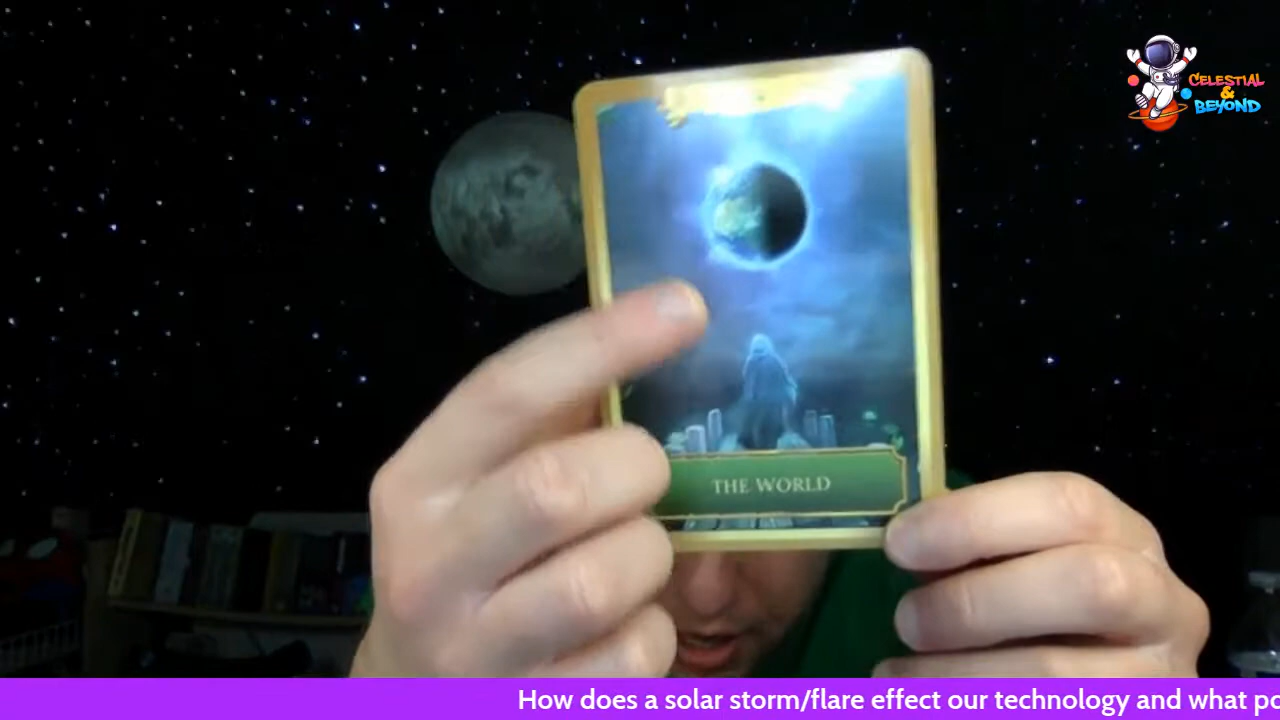 CELESTIAL
&
BEYOND
THE WORLD
How does a solar storm/flare effect our technology and what po